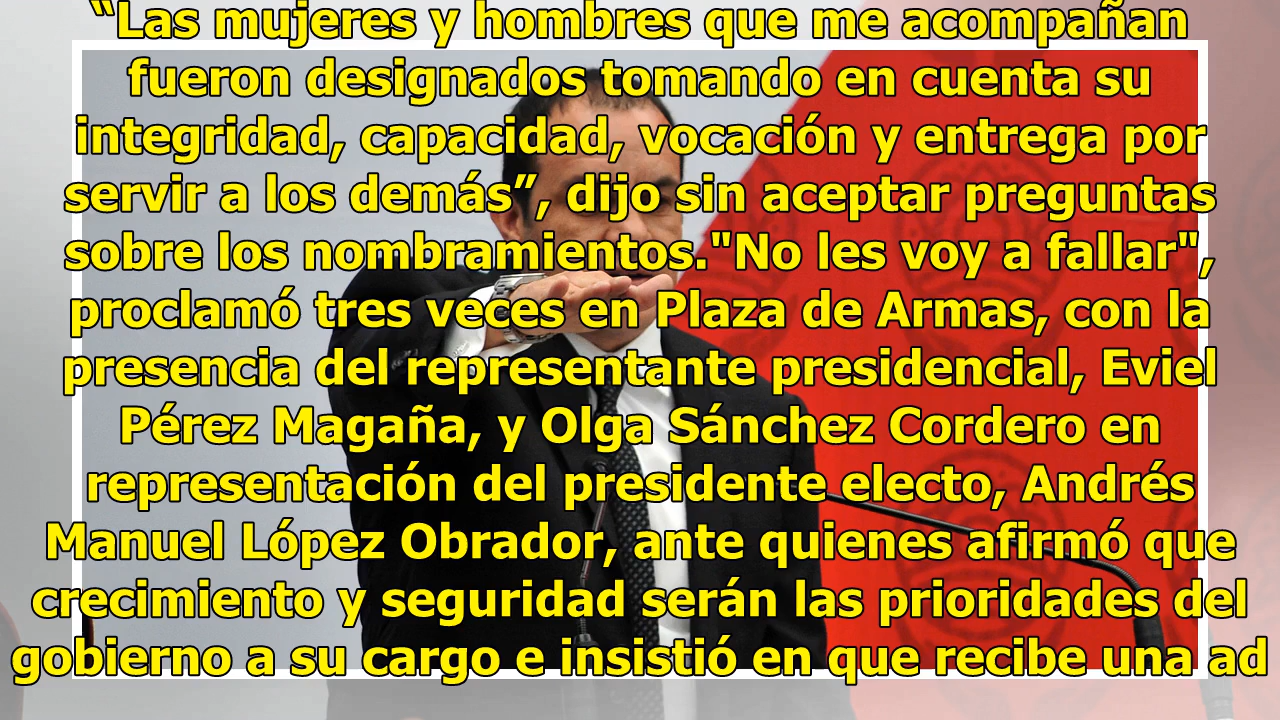 “Las mujeres y hombres que me acompañan
fueron designados tomando en cuenta su
integridad, capacidad, vocación y entrega por
servir a los demás”, dijo sin aceptar preguntas
sobre los nombramientos."No les voy a fallar",
proclamó tres veces en Plaza de Armas, con la
presencia del representante presidencial, Eviel
Pérez Magaña, y Olga Sánchez Cordero en
representación del presidente electo, Andrés
Manuel López Obrador, ante quienes afirmó que
crecimiento y seguridad serán las prioridades del
gobierno a su cargo e insistió en que recibe una ad